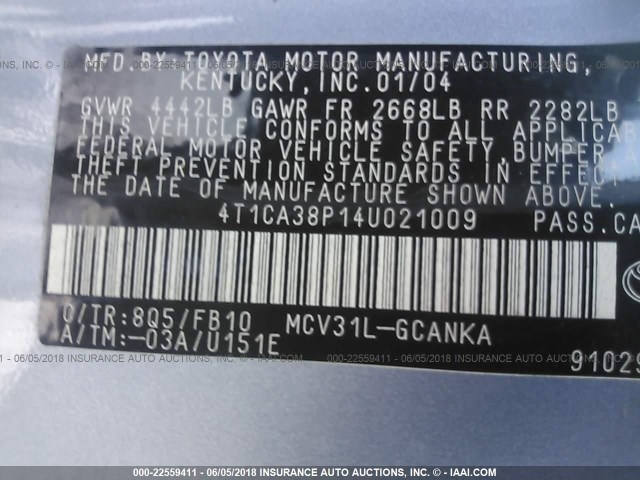 MFD. BY TOYOTA MOTOR MANUFACTURING,
KENTUCKY, INC. 01/04
GVWR 4442LB GAWR FR 2668LB RR 2282LB
THIS VEHICLE CONFORMS TO ALL APPLICAB
FEDERAL MOTOR VEHICLE SAFETY, BUMPER
THEFT PREVENTION STANDARDS IN EFFECT
THE DATE OF MANUFACTURE SHOWN ABOVE.
4T1CA38P14U021009 PASS.CA
C/TR:8Q5/FB10 MCV31L-GCANKA
A/TM:-03A/U151E
91029
000-22559411 - 06/05/2018 INSURANCE AUTO AUCTIONS, INC. - © IAAI.COM